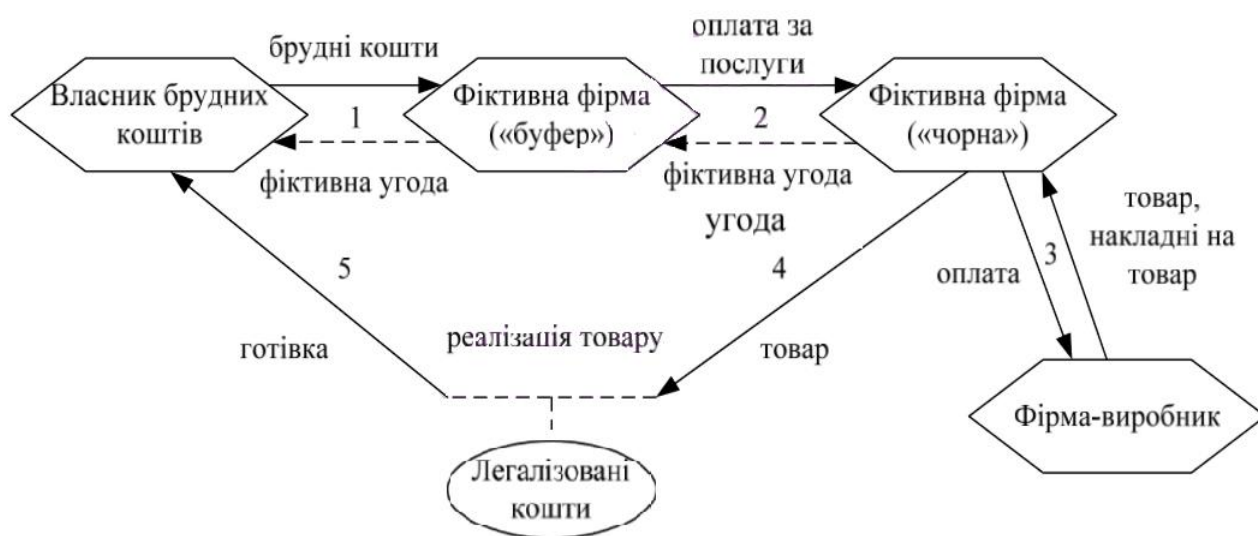 брудні кошти
оплата за
послуги
Власник брудних
коштів
1
Фіктивна фірма
(«буфер»)
2
Фіктивна фірма
(«чорна»)
фіктивна угода
фіктивна угода
угода
товар,
накладні на
товар
5
4
3
оплата
готівка
реалізація товару
товар
Фірма-виробник
Легалізовані
кошти